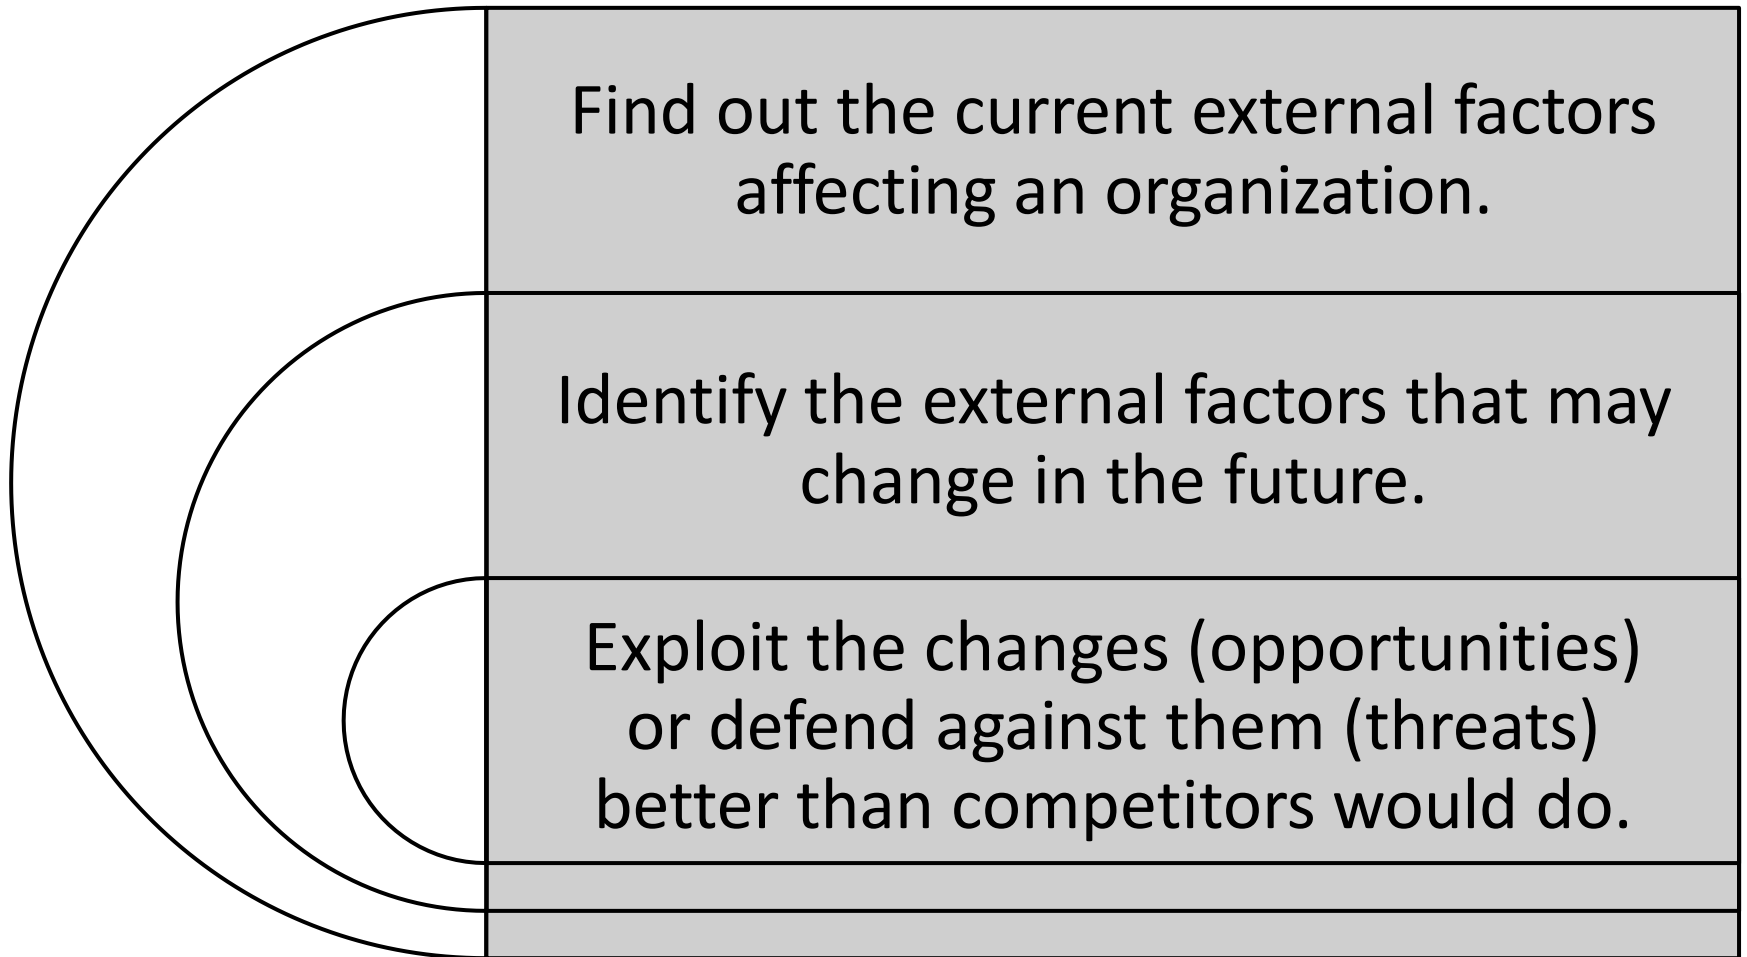 Find out the current external factors
affecting an organization.
Identify the external factors that may
change in the future.
Exploit the changes (opportunities)
or defend against them (threats)
better than competitors would do.